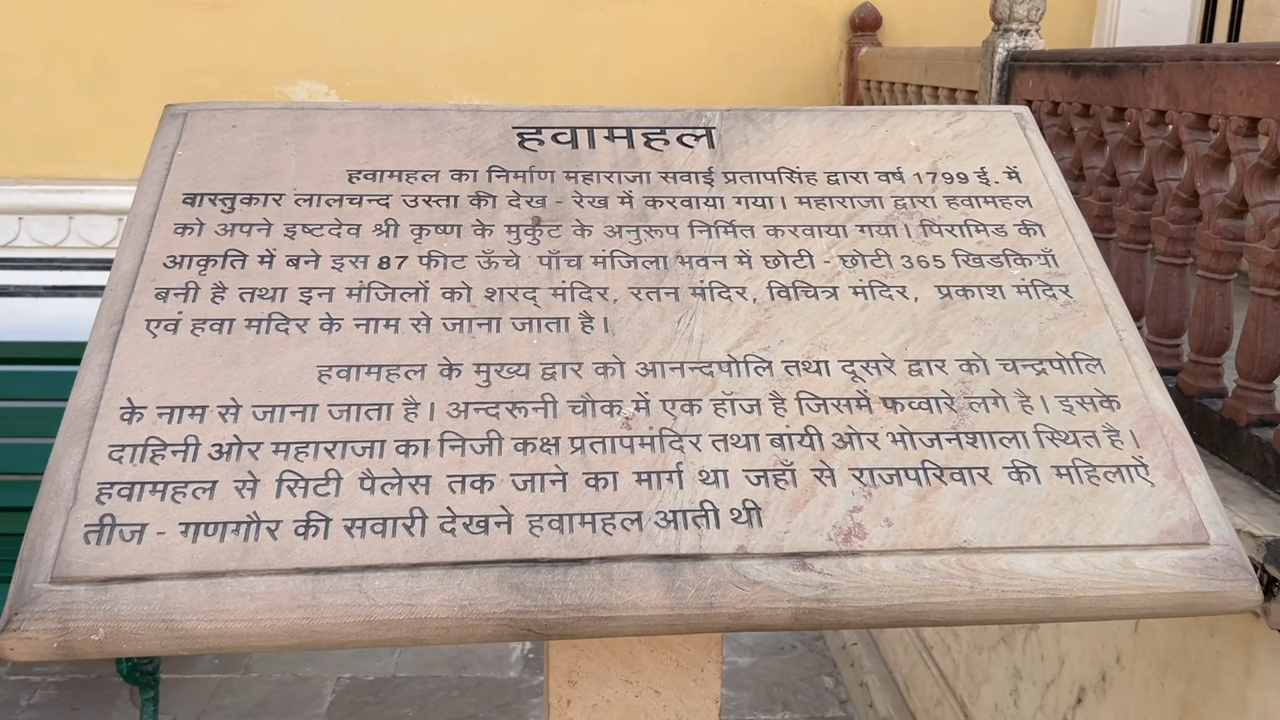 हवामहल
हवामहल का निर्माण महाराजा सवाई प्रतापसिंह द्वारा वर्ष 1799 ई. में
वास्तुकार लालचन्द उस्ता की देख - रेख में करवाया गया। महाराजा द्वारा हवामहल
को अपने इष्टदेव श्री कृष्ण के मुर्कुट के अनुरूप निर्मित करवाया गया। पिरामिड की
आकृति में बने इस 87 फीट ऊँचे पाँच मंजिला भवन में छोटी - छोटी 365 खिडकियाँ
बनी है तथा इन मंजिलों को शरद् मंदिर, रतन मंदिर, विचित्र मंदिर, प्रकाश मंदिर
एवं हवा मंदिर के नाम से जाना जाता है।
हवामहल के मुख्य द्वार को आनन्दपोलि तथा दूसरे द्वार को चन्द्रपोलि
के नाम से जाना जाता है। अन्दरूनी चौक में एक हॉज है जिसमें फव्वारे लगे है। इसके
दाहिनी ओर महाराजा का निजी कक्ष प्रतापमंदिर तथा बांयी ओर भोजनशाला स्थित है।
हवामहल से सिटी पैलेस तक जाने का मार्ग था जहाँ से राजपरिवार की महिलाऐं
तीज - गणगौर की सवारी देखने हवामहल आती थी